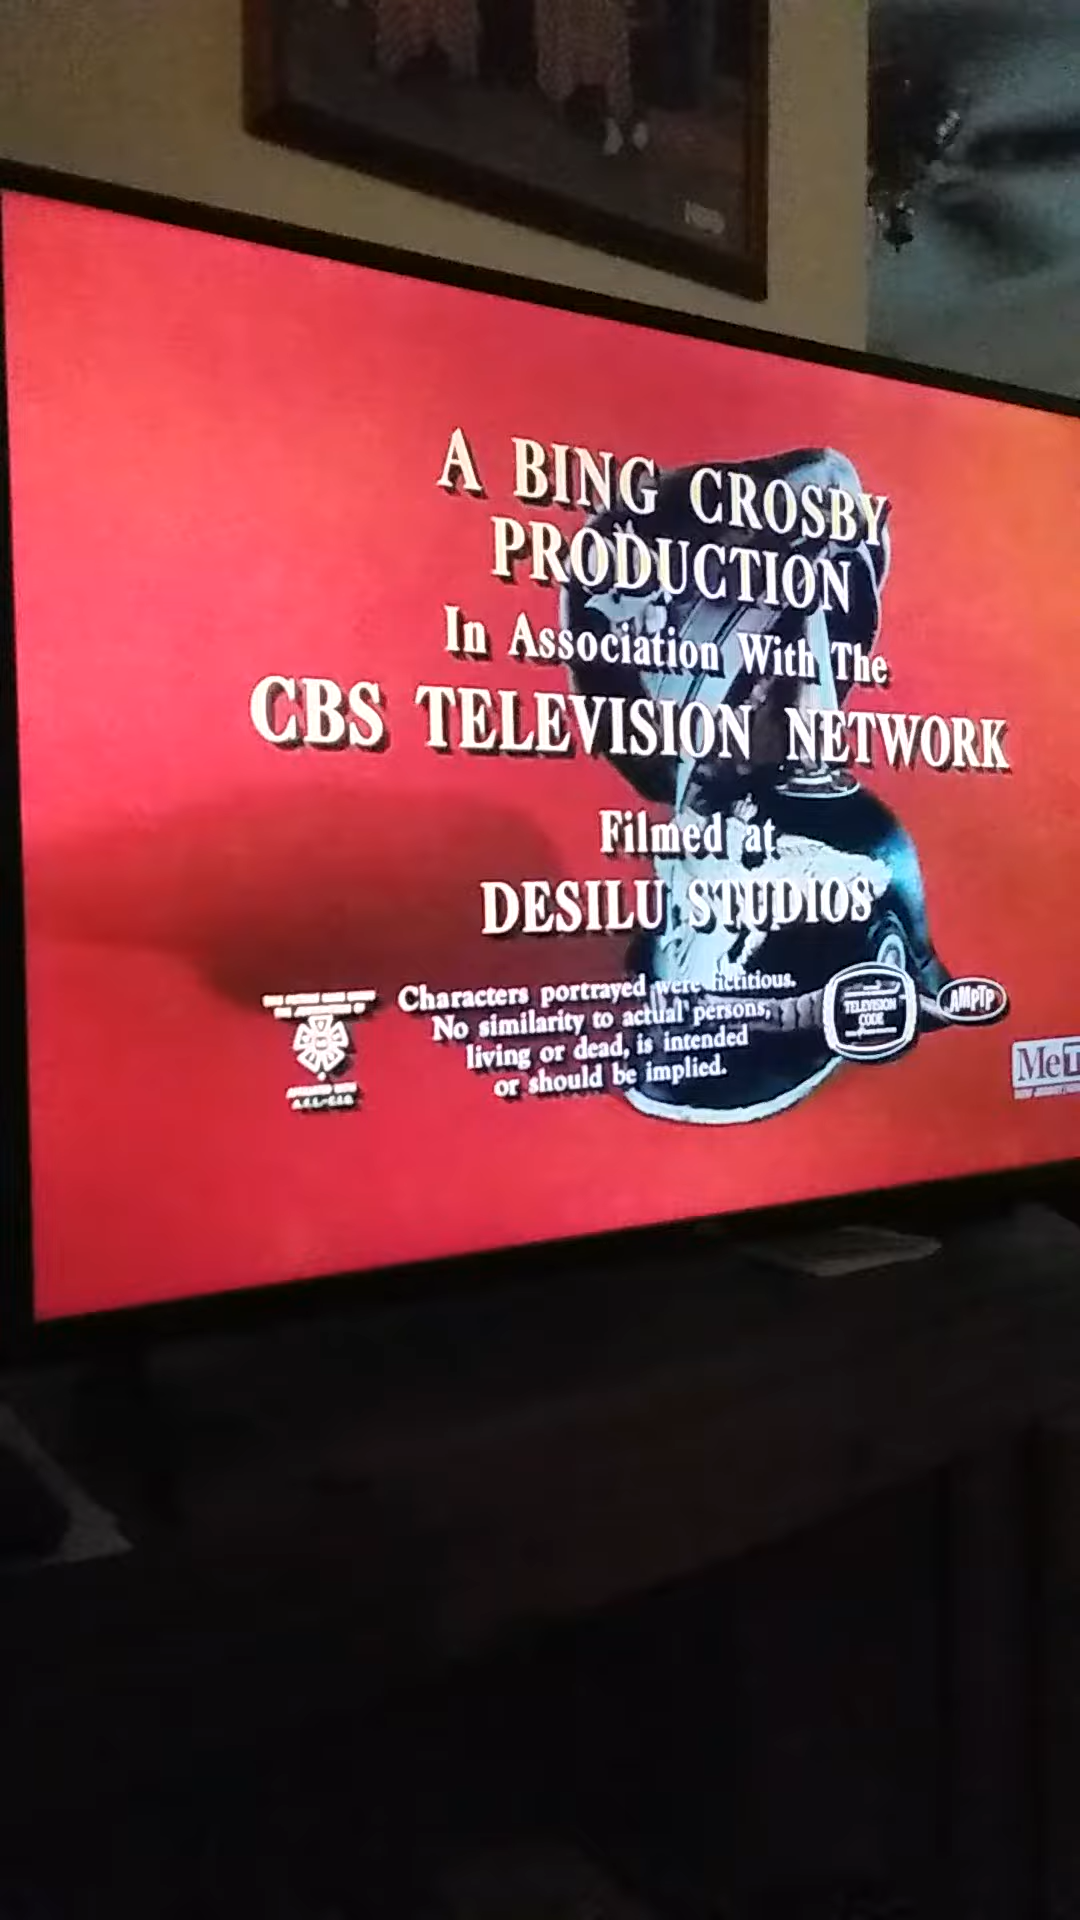 A BING CROSBY
PRODUCTION
In Association With The
CBS TELEVISION NETWORK
Filmed at
DESILU STUDIOS
Characters portrayed were fictitious.
No similarity to actual persons,
living or dead, is intended
or should be implied.
A.F.L.-C.I.O.
TELEVISION
CODE
AMPTP
MeT